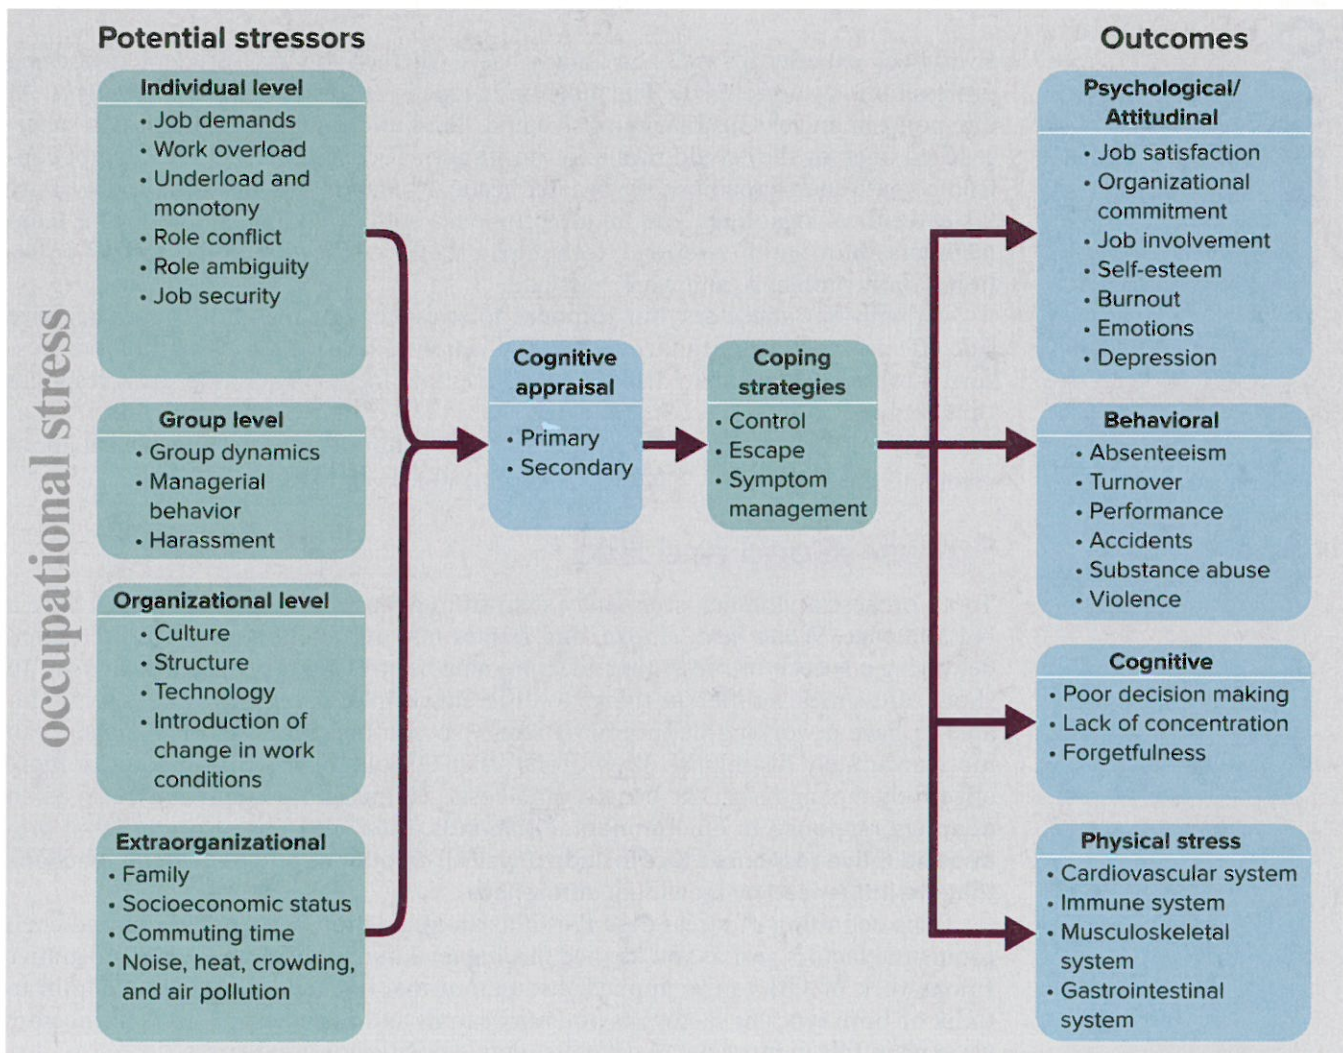 Potential stressors
Individual level
• Job demands
• Work overload
• Underload and
monotony
• Role conflict
• Role ambiguity
• Job security
Group level
• Group dynamics
• Managerial
behavior
• Harassment
Organizational level
• Culture
• Structure
• Technology
• Introduction of
change in work
conditions
Extraorganizational
• Family
• Socioeconomic status
• Commuting time
• Noise, heat, crowding,
and air pollution
occupational stress
Cognitive
appraisal
• Primary
• Secondary
Coping
strategies
• Control
• Escape
• Symptom
management
Outcomes
Psychological/
Attitudinal
• Job satisfaction
• Organizational
commitment
• Job involvement
• Self-esteem
• Burnout
• Emotions
• Depression
Behavioral
• Absenteeism
• Turnover
• Performance
• Accidents
• Substance abuse
• Violence
Cognitive
• Poor decision making
• Lack of concentration
• Forgetfulness
Physical stress
• Cardiovascular system
• Immune system
• Musculoskeletal
system
• Gastrointestinal
system